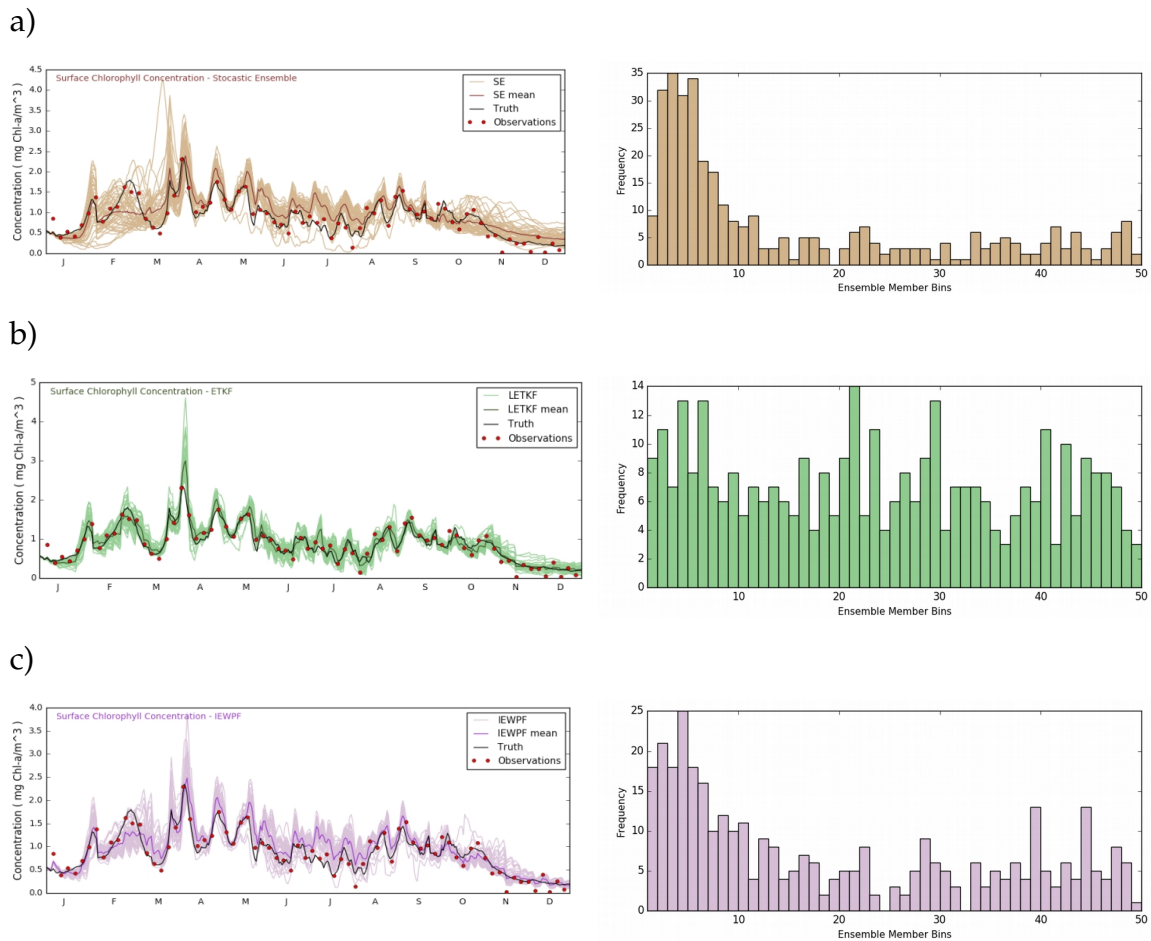 a)
Surface Chlorophyll Concentration - Stocastic Ensemble
SE
SE mean
Truth
Observations
4.5
4.0
3.5
3.0
2.5
2.0
1.5
1.0
0.5
0.0
Concentration ( mg Chl-a/m^3 )
J F M A M J J A S O N D
35
30
25
20
15
10
5
0
Frequency
10 20 30 40 50
Ensemble Member Bins
b)
Surface Chlorophyll Concentration - ETKF
LETKF
LETKF mean
Truth
Observations
5
4
3
2
1
0
Concentration ( mg Chl-a/m^3 )
J F M A M J J A S O N D
14
12
10
8
6
4
2
0
Frequency
10 20 30 40 50
Ensemble Member Bins
c)
Surface Chlorophyll Concentration - IEWPF
IEWPF
IEWPF mean
Truth
Observations
4.0
3.5
3.0
2.5
2.0
1.5
1.0
0.5
0.0
Concentration ( mg Chl-a/m^3 )
J F M A M J J A S O N D
25
20
15
10
5
0
Frequency
10 20 30 40 50
Ensemble Member Bins